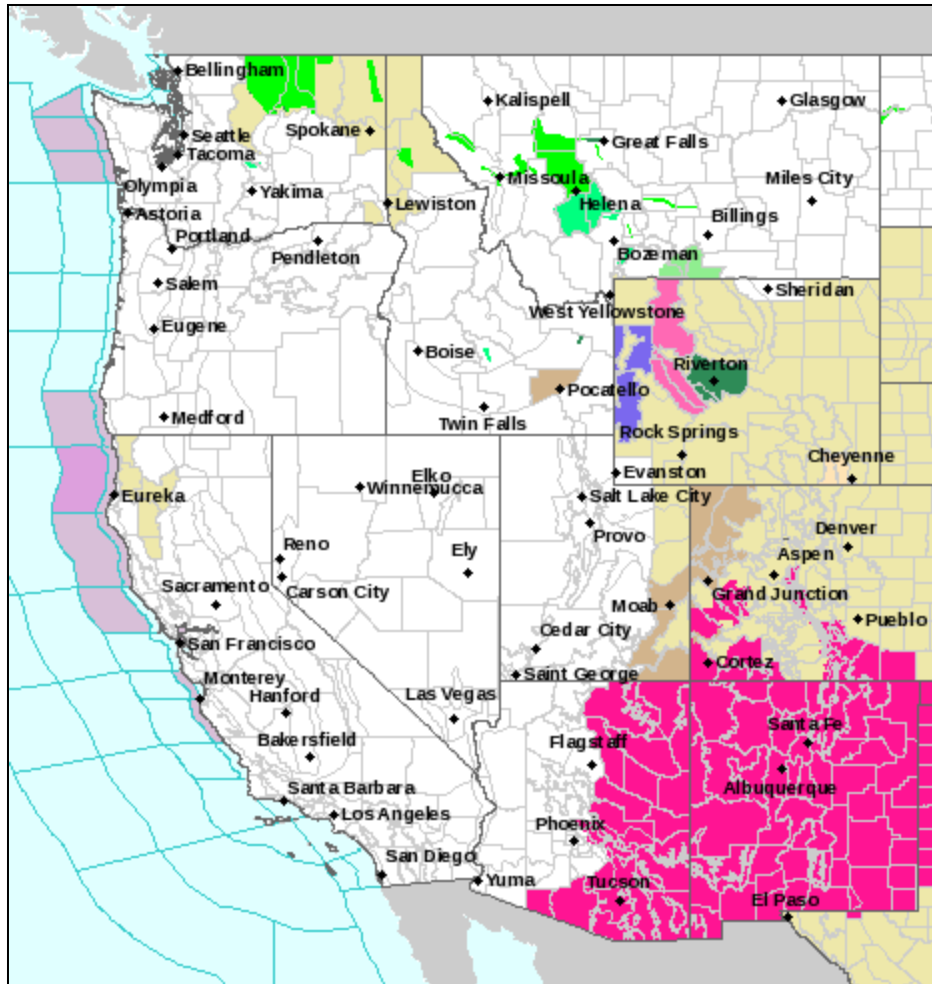 Bellingham
Kalispell
Glasgow
Seattle
Spokane
Great Falls
Tacoma
Missoula
Miles City
Olympia
Yakima
Lewiston
Helena
Astoria
Billings
Portland
Pendleton
Bozeman
Salem
Sheridan
West Yellowstone
Eugene
Boise
Riverton
Pocatello
Medford
Twin Falls
Rock Springs
Cheyenne
Elko
Evanston
Eureka
Winnemucca
Salt Lake City
Denver
Provo
Reno
Ely
Aspen
Sacramento
Carson City
Grand Junction
Moab
Pueblo
Cedar City
San Francisco
Cortez
Saint George
Monterey
Hanford
Las Vegas
Santa Fe
Bakersfield
Flagstaff
Santa Barbara
Albuquerque
Los Angeles
Phoenix
San Diego
Yuma
Tucson
El Paso